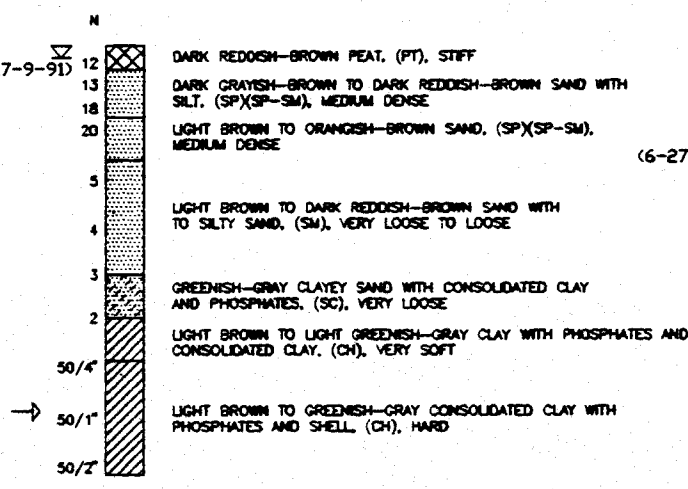 N
7-9-91) 12 DARK REDDISH-BROWN PEAT, (PT), STIFF
13 DARK GRAYISH-BROWN TO DARK REDDISH-BROWN SAND WITH
18 SILT, (SP)(SP-SM), MEDIUM DENSE
20 LIGHT BROWN TO ORANGISH-BROWN SAND, (SP)(SP-SM),
MEDIUM DENSE
(6-27
5
LIGHT BROWN TO DARK REDDISH-BROWN SAND WITH
4 TO SILTY SAND, (SM), VERY LOOSE TO LOOSE
3
GREENISH-GRAY CLAYEY SAND WITH CONSOLIDATED CLAY
AND PHOSPHATES, (SC), VERY LOOSE
2
LIGHT BROWN TO LIGHT GREENISH-GRAY CLAY WITH PHOSPHATES AND
CONSOLIDATED CLAY, (CH), VERY SOFT
50/4"
50/1" LIGHT BROWN TO GREENISH-GRAY CONSOLIDATED CLAY WITH
PHOSPHATES AND SHELL, (CH), HARD
50/2"